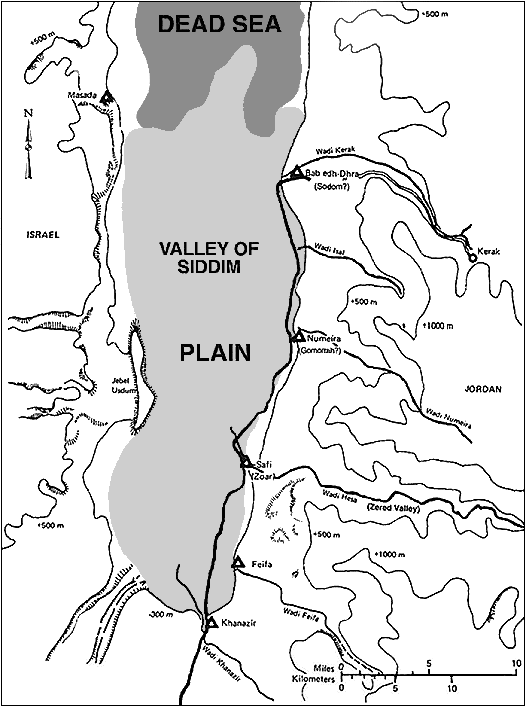 DEAD SEA
+500 m
+500 m
Masada
N
Wadi Kerak
Bab edh-Dhra
(Sodom?)
ISRAEL
VALLEY OF
SIDDIM
Wadi Isal
Kerak
+500 m
+1000 m
Numeira
(Gomorrah?)
PLAIN
Jebel
Usdum
JORDAN
Wadi Numeira
Safi
(Zoar)
Wadi Hesa
(Zered Valley)
+500 m
+500 m
+1000 m
Feifa
-300 m
Wadi Feifa
Khanazir
Wadi Khanazir
Miles
0 5 10
Kilometers
0 5 10